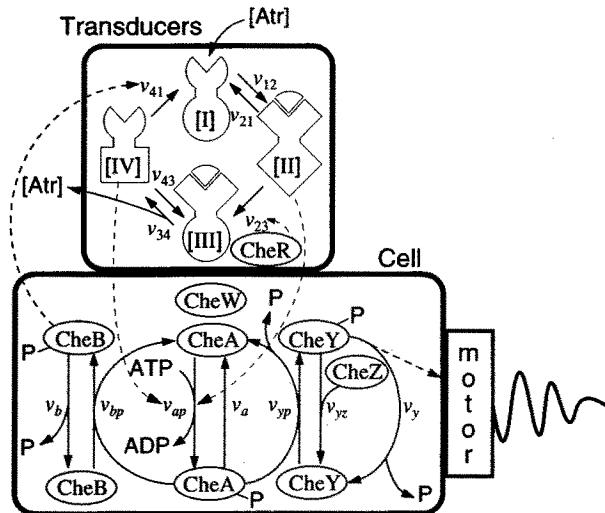 Transducers
[Atr]
v41
v12
[I]
v21
[IV]
[II]
[Atr]
v43
v34
[III]
v23
CheR
Cell
CheW
P
P
P
CheB
CheA
CheY
ATP
CheZ
vb
vbp
vap
va
vyp
vyz
vy
P
ADP
CheB
CheA
P
CheY
P
motor